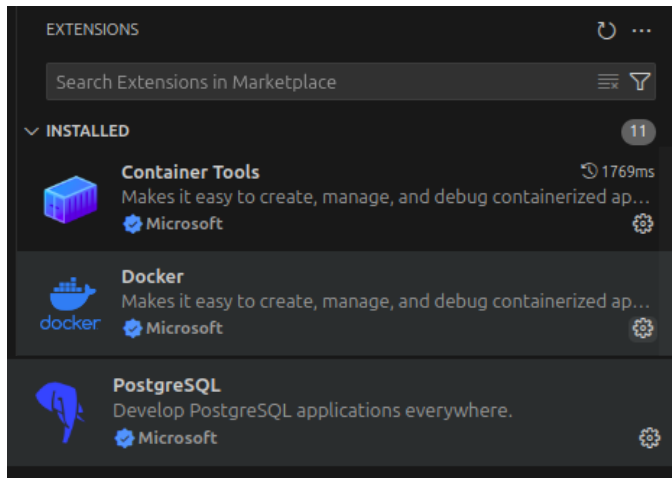 EXTENSIONS
Search Extensions in Marketplace
INSTALLED 11
Container Tools 1769ms
Makes it easy to create, manage, and debug containerized ap...
Microsoft
Docker
Makes it easy to create, manage, and debug containerized ap...
docker Microsoft
PostgreSQL
Develop PostgreSQL applications everywhere.
Microsoft